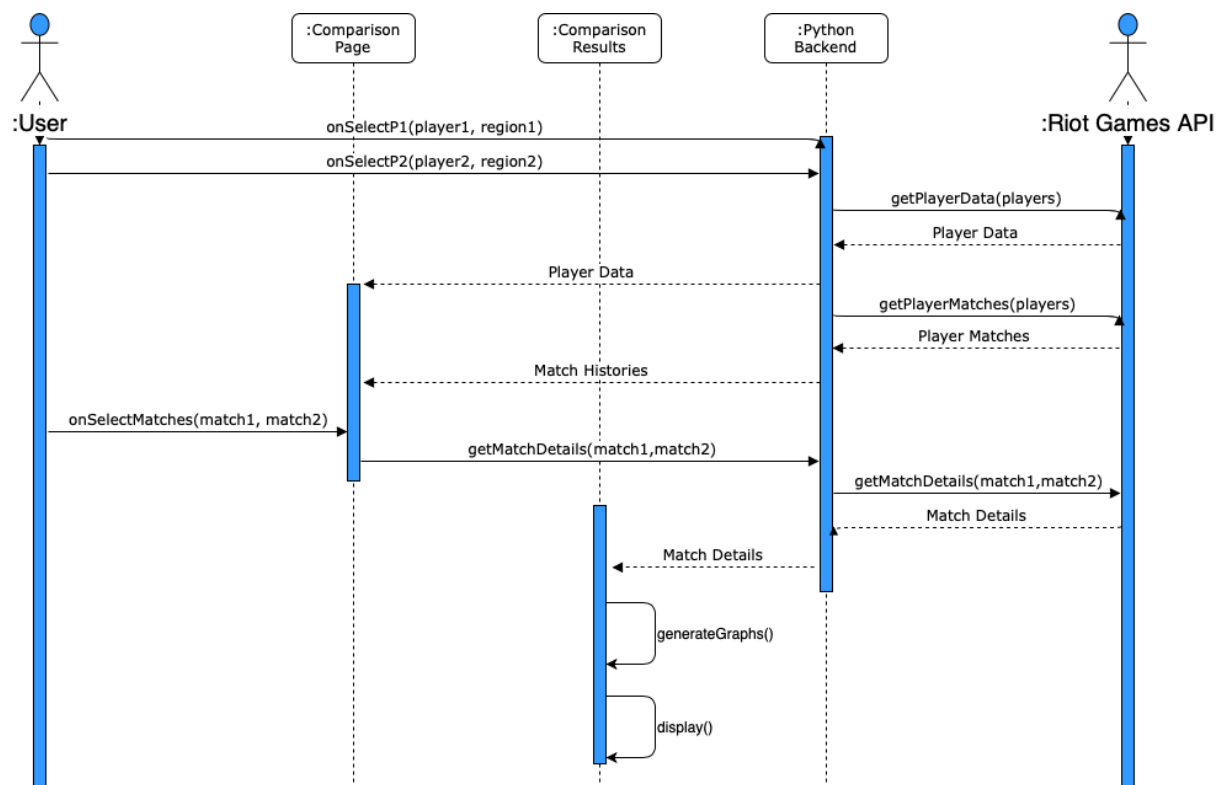 :Comparison
Page
:Comparison
Results
:Python
Backend
:User
:Riot Games API
onSelectP1(player1, region1)
onSelectP2(player2, region2)
getPlayerData(players)
Player Data
Player Data
getPlayerMatches(players)
Player Matches
Match Histories
onSelectMatches(match1, match2)
getMatchDetails(match1,match2)
getMatchDetails(match1,match2)
Match Details
Match Details
generateGraphs()
display()